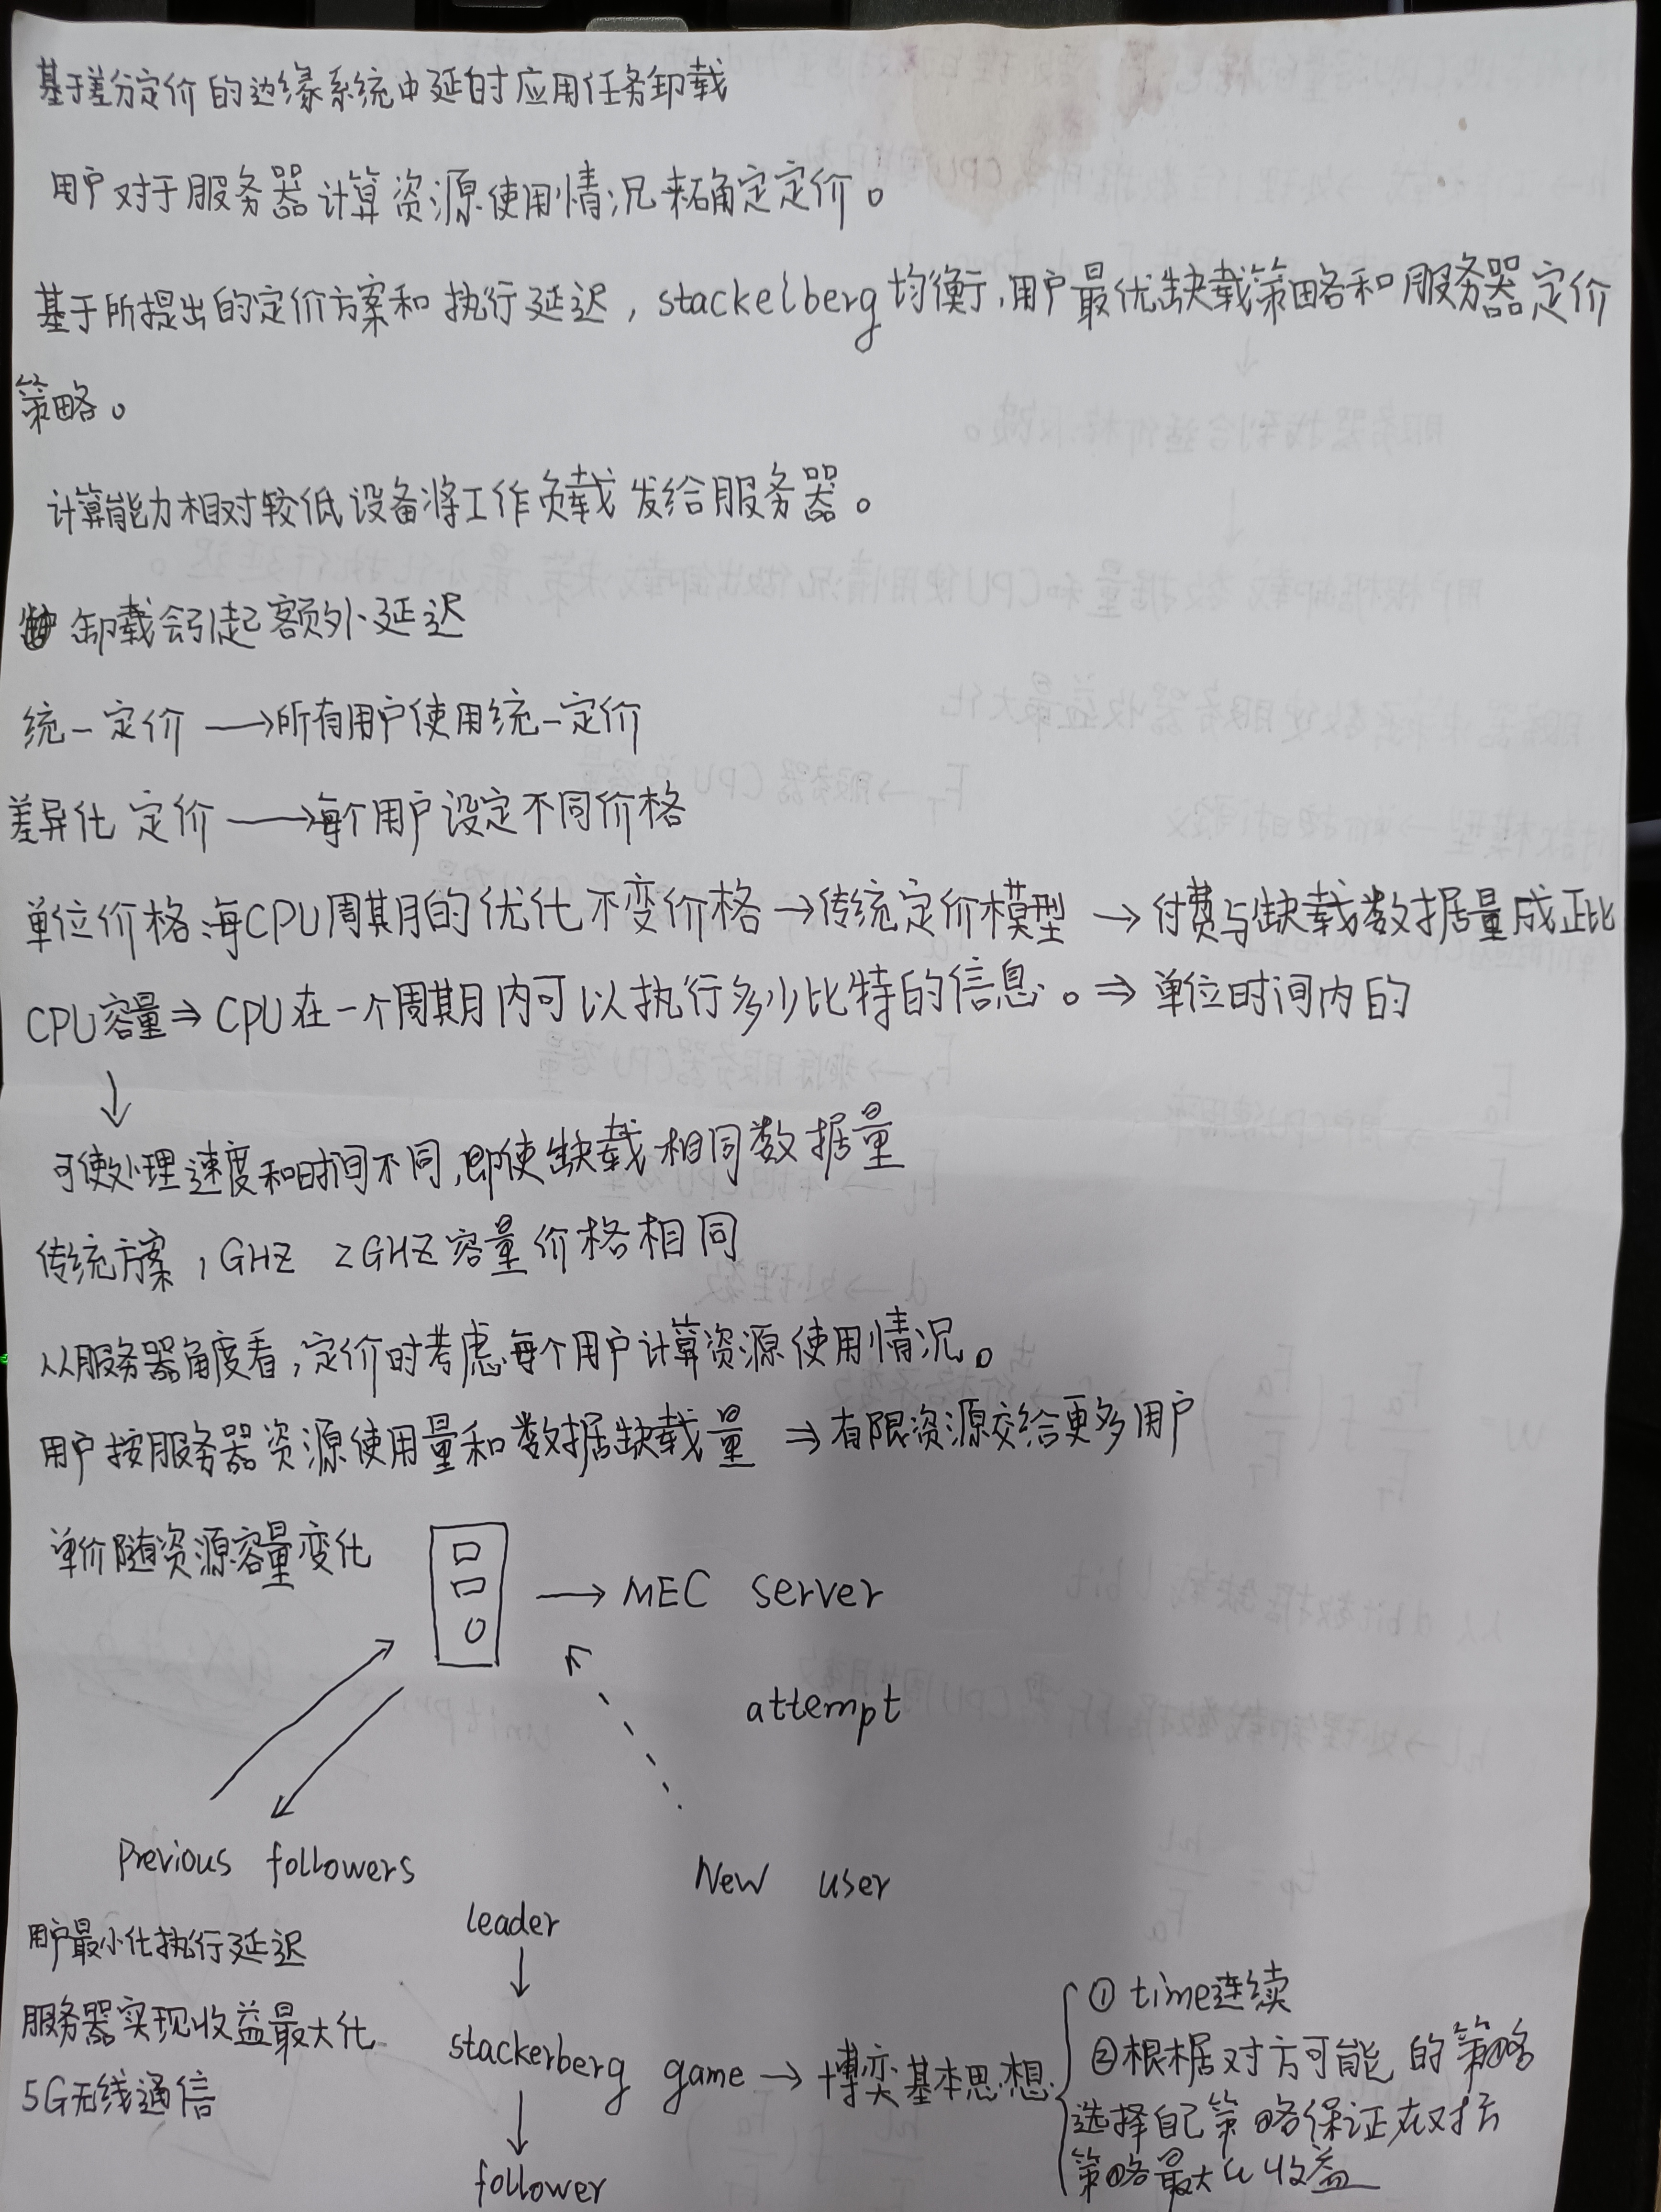 基于差分定价的边缘系统中延时应用任务卸载
用户对于服务器计算资源使用情况来确定定价。
基于所提出的定价方案和执行延迟，stackelberg均衡，用户最优缺载策略和服务器定价
策略。
计算能力相对较低设备将工作负载发给服务器。
卸载会引起额外延迟
统一定价 →所有用户使用统一定价
差异化定价 →每个用户设定不同价格
单位价格：每CPU周期的优化不变价格→传统定价模型 →付费与缺载数据量成正比
CPU容量⇒CPU在一个周期内可以执行多少比特的信息。⇒单位时间内的
↓
可使处理速度和时间不同，即使缺载相同数据量
传统方案，1GHZ 2GHZ容量价格相同
从服务器角度看，定价时考虑每个用户计算资源使用情况。
用户按服务器资源使用量和数据缺载量 ⇒有限资源交给更多用户
单价随资源容量变化
→ MEC server
attempt
Previous followers
New user
用户最小化执行延迟
服务器实现收益最大化
5G无线通信
leader
↓
stackerberg game → 博弈基本思想
↓
follower
① time连续
②根据对方可能的策略
选择自己策略保证在对方
策略最大化收益